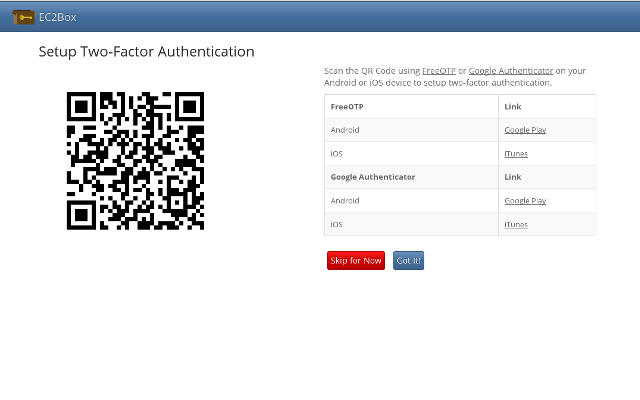 EC2Box
Setup Two-Factor Authentication
Scan the QR Code using FreeOTP or Google Authenticator on your
Android or iOS device to setup two-factor authentication.
FreeOTP Link
Android Google Play
iOS iTunes
Google Authenticator Link
Android Google Play
iOS iTunes
Skip for Now Got It!